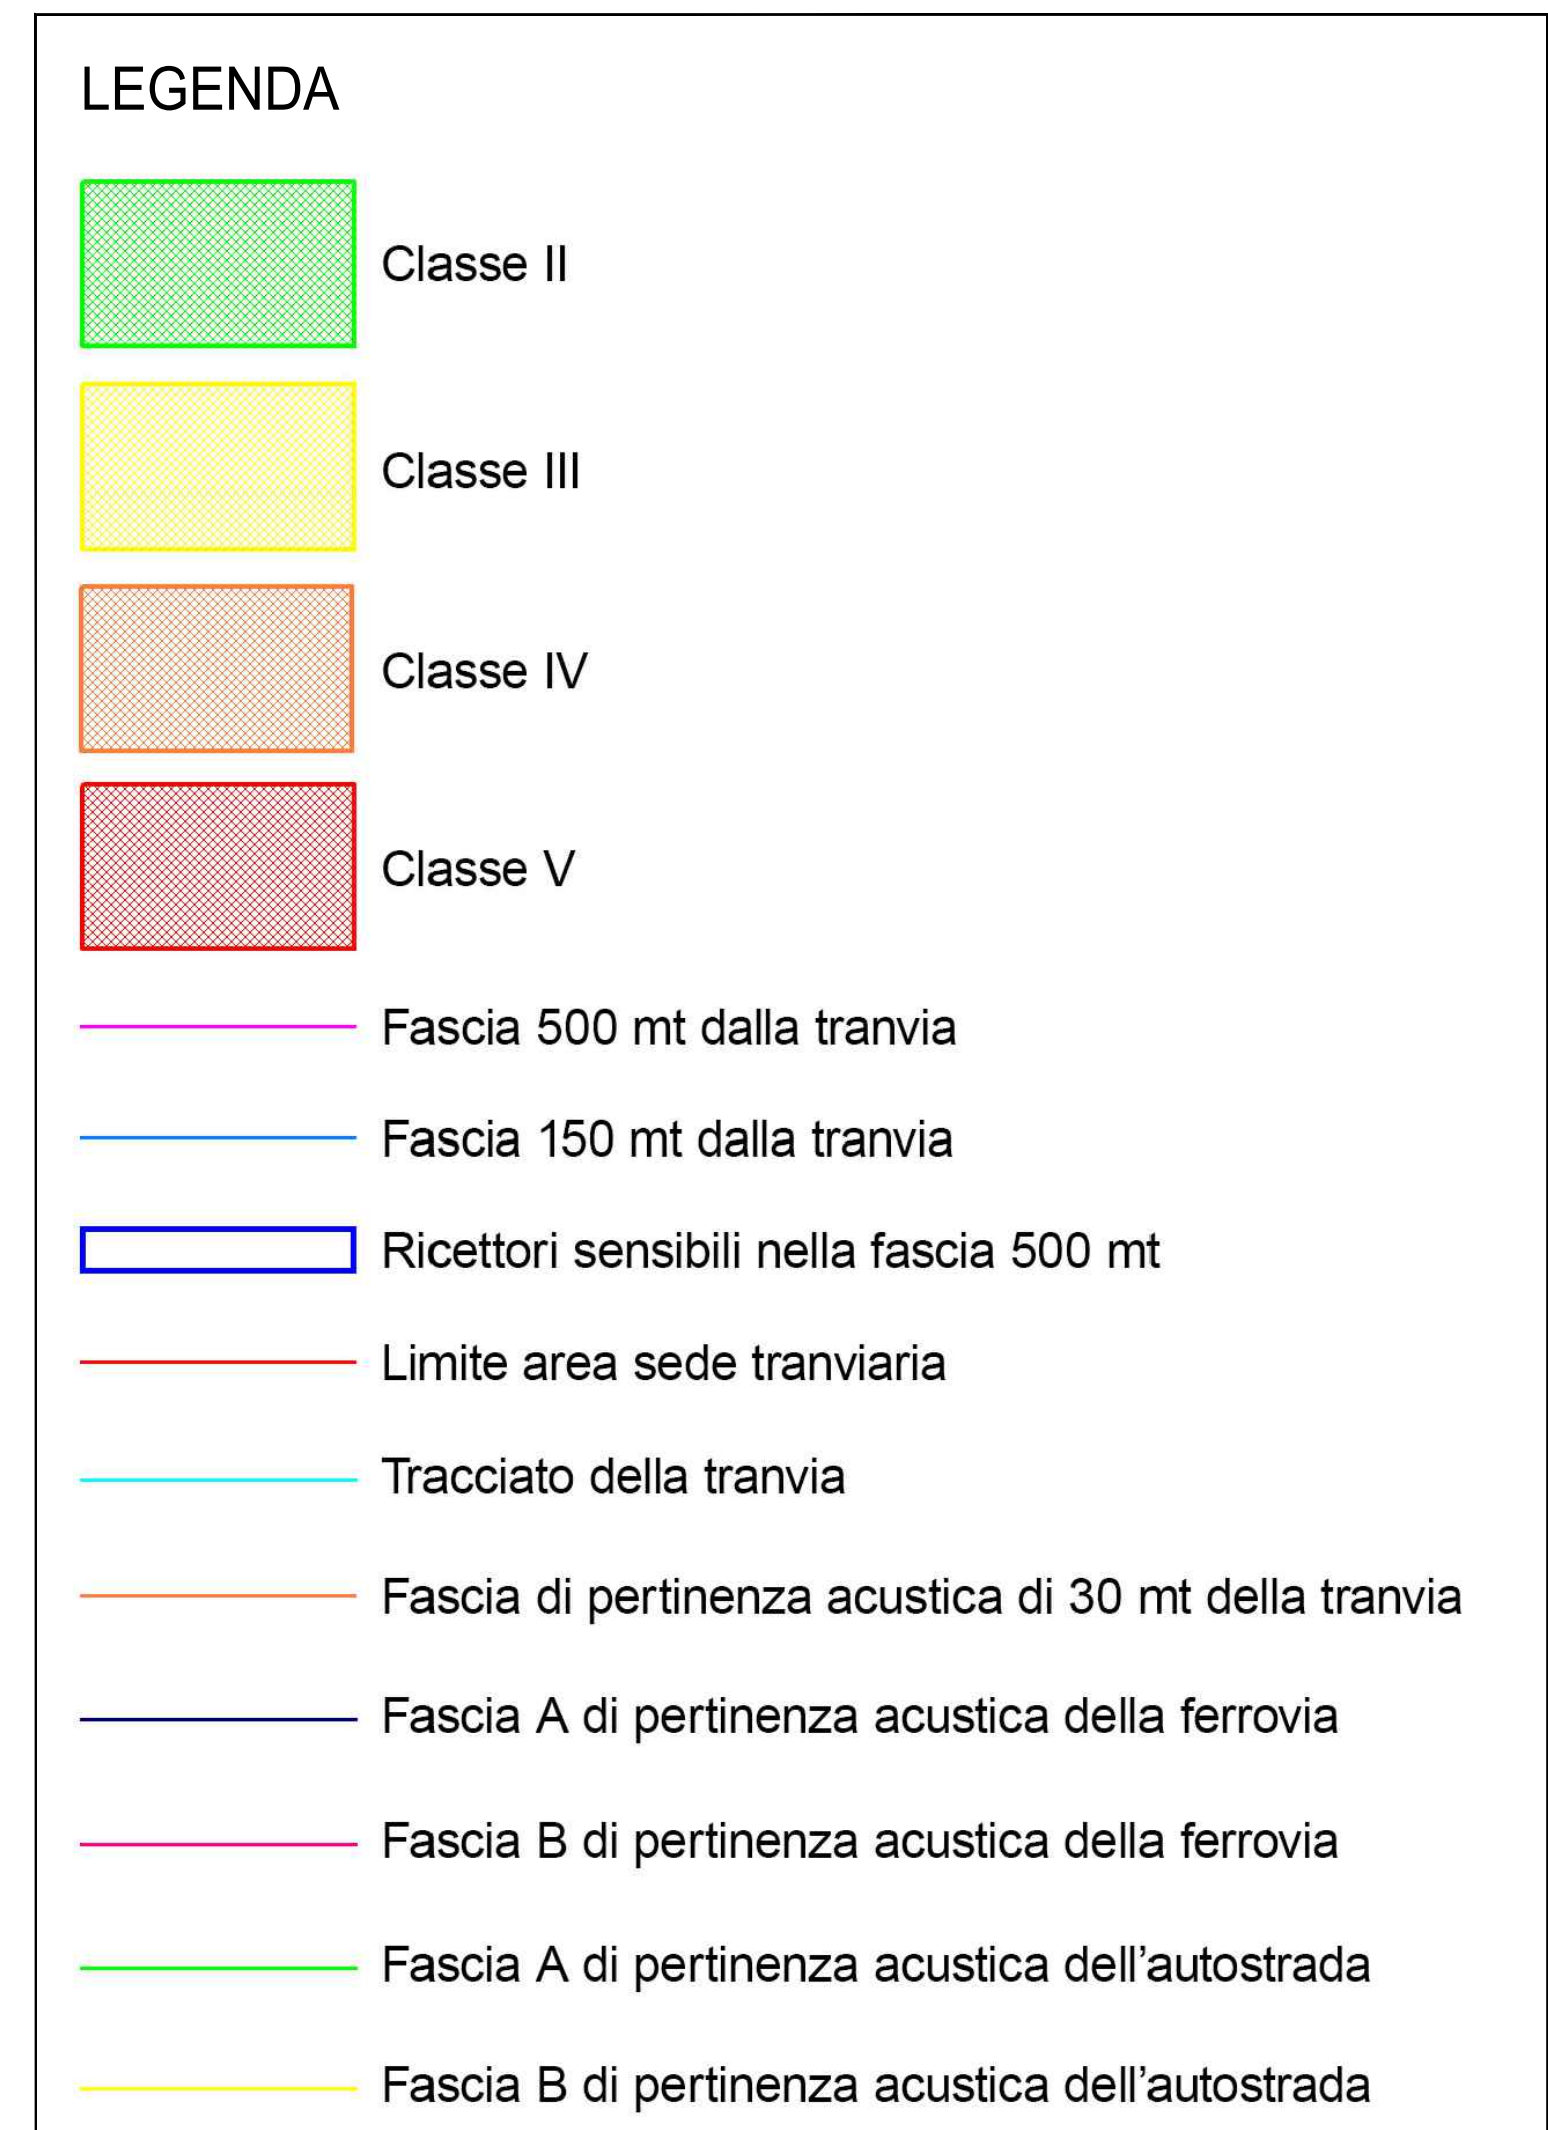 LEGENDA
Classe II
Classe III
Classe IV
Classe V
Fascia 500 mt dalla tranvia
Fascia 150 mt dalla tranvia
Ricettori sensibili nella fascia 500 mt
Limite area sede tranviaria
Tracciato della tranvia
Fascia di pertinenza acustica di 30 mt della tranvia
Fascia A di pertinenza acustica della ferrovia
Fascia B di pertinenza acustica della ferrovia
Fascia A di pertinenza acustica dell’autostrada
Fascia B di pertinenza acustica dell’autostrada